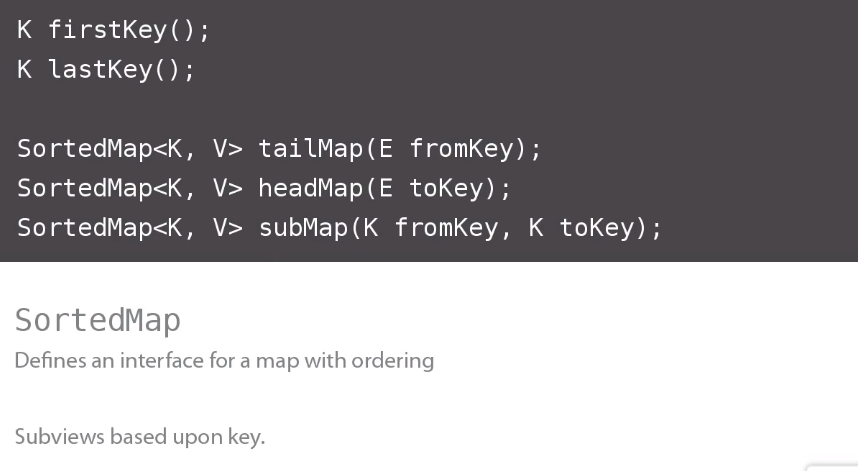 K firstKey();
K lastKey();
SortedMap<K, V> tailMap(E fromKey);
SortedMap<K, V> headMap(E toKey);
SortedMap<K, V> subMap(K fromKey, K toKey);
SortedMap
Defines an interface for a map with ordering
Subviews based upon key.